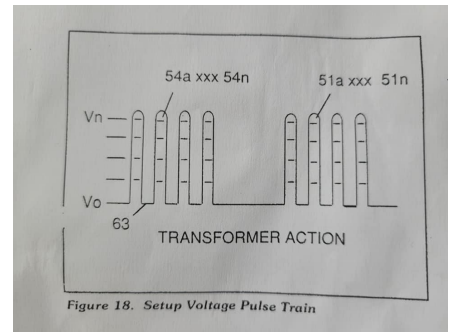 54a xxx 54n
51a xxx 51n
Vn
Vo
63
TRANSFORMER ACTION
Figure 18. Setup Voltage Pulse Train